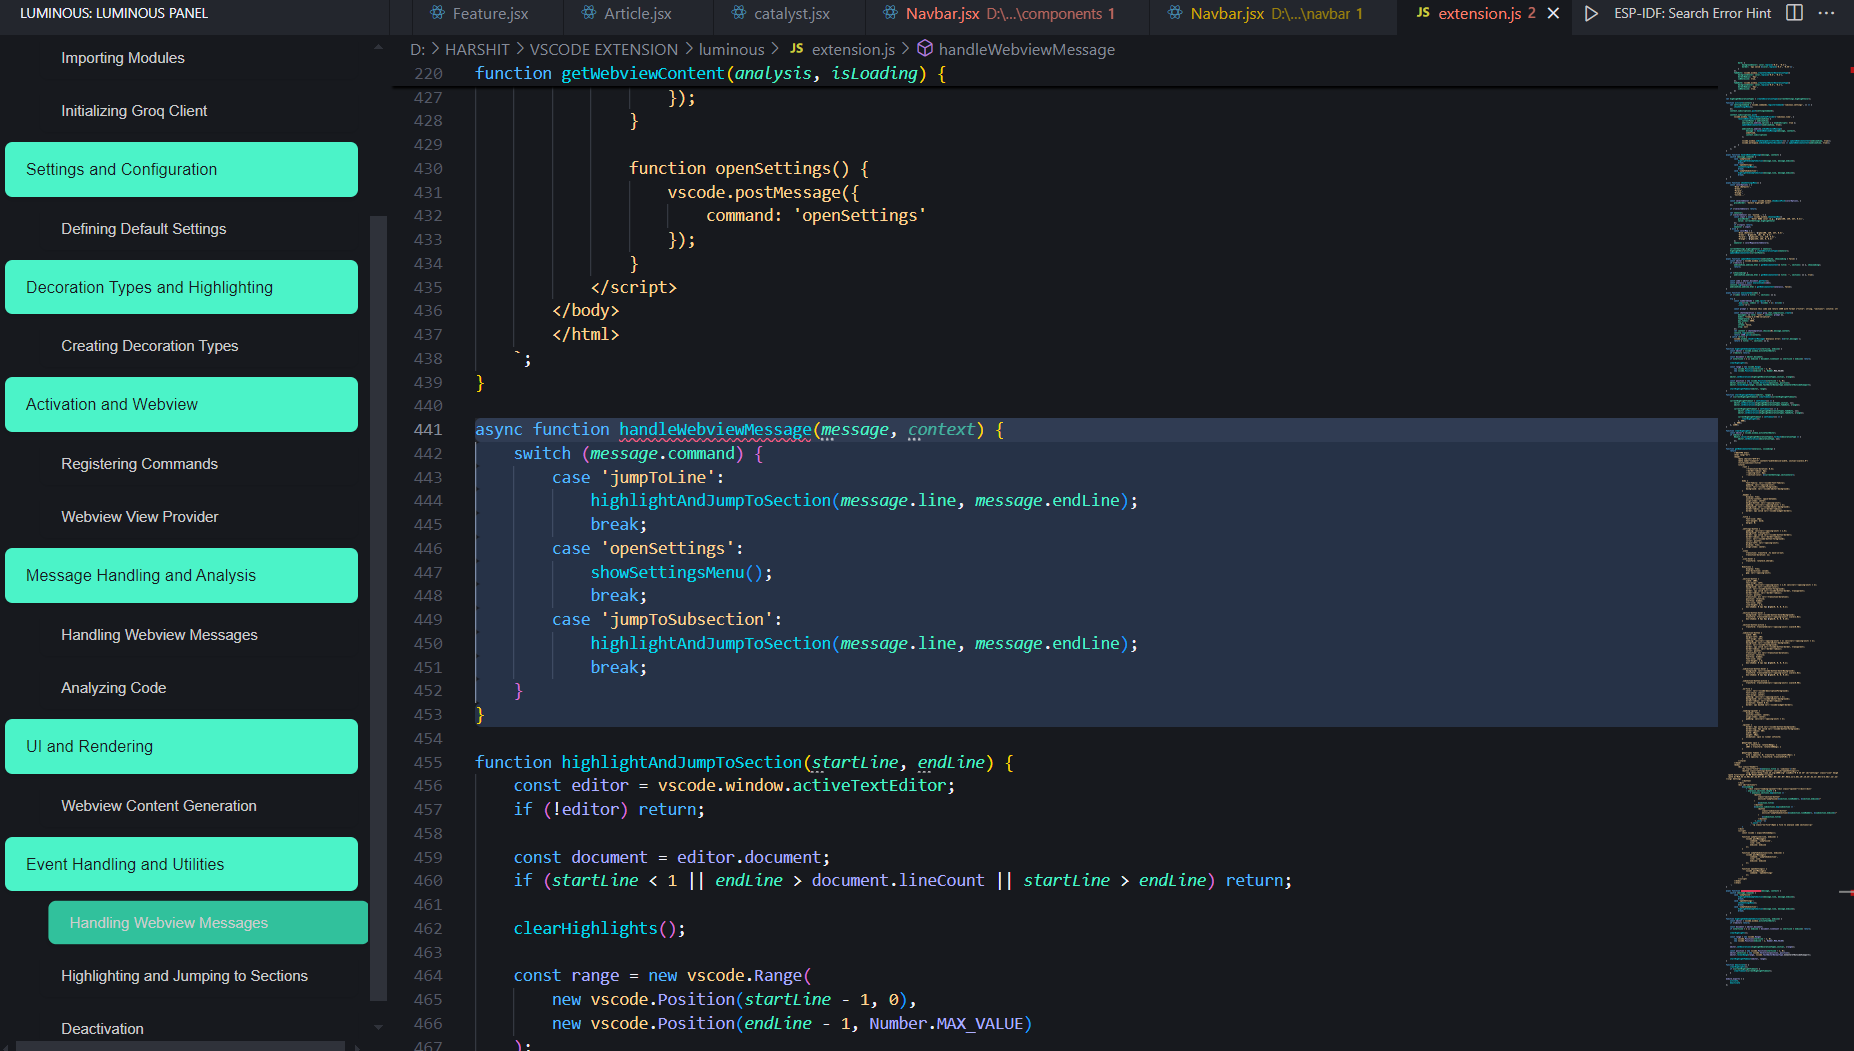 LUMINOUS: LUMINOUS PANEL
Importing Modules
Initializing Groq Client
Settings and Configuration
Defining Default Settings
Decoration Types and Highlighting
Creating Decoration Types
Activation and Webview
Registering Commands
Webview View Provider
Message Handling and Analysis
Handling Webview Messages
Analyzing Code
UI and Rendering
Webview Content Generation
Event Handling and Utilities
Handling Webview Messages
Highlighting and Jumping to Sections
Deactivation
Feature.jsx
Article.jsx
catalyst.jsx
Navbar.jsx D:\...\components 1
Navbar.jsx D:\...\navbar 1
JS extension.js 2
ESP-IDF: Search Error Hint
D: > HARSHIT > VSCODE EXTENSION > luminous > JS extension.js > handleWebviewMessage
220 function getWebviewContent(analysis, isLoading) {
427 });
428 }
429
430 function openSettings() {
431 vscode.postMessage({
432 command: 'openSettings'
433 });
434 }
435 </script>
436 </body>
437 </html>
438 `;
439 }
440
441 async function handleWebviewMessage(message, context) {
442 switch (message.command) {
443 case 'jumpToLine':
444 highlightAndJumpToSection(message.line, message.endLine);
445 break;
446 case 'openSettings':
447 showSettingsMenu();
448 break;
449 case 'jumpToSubsection':
450 highlightAndJumpToSection(message.line, message.endLine);
451 break;
452 }
453 }
454
455 function highlightAndJumpToSection(startLine, endLine) {
456 const editor = vscode.window.activeTextEditor;
457 if (!editor) return;
458
459 const document = editor.document;
460 if (startLine < 1 || endLine > document.lineCount || startLine > endLine) return;
461
462 clearHighlights();
463
464 const range = new vscode.Range(
465 new vscode.Position(startLine - 1, 0),
466 new vscode.Position(endLine - 1, Number.MAX_VALUE)
467 );